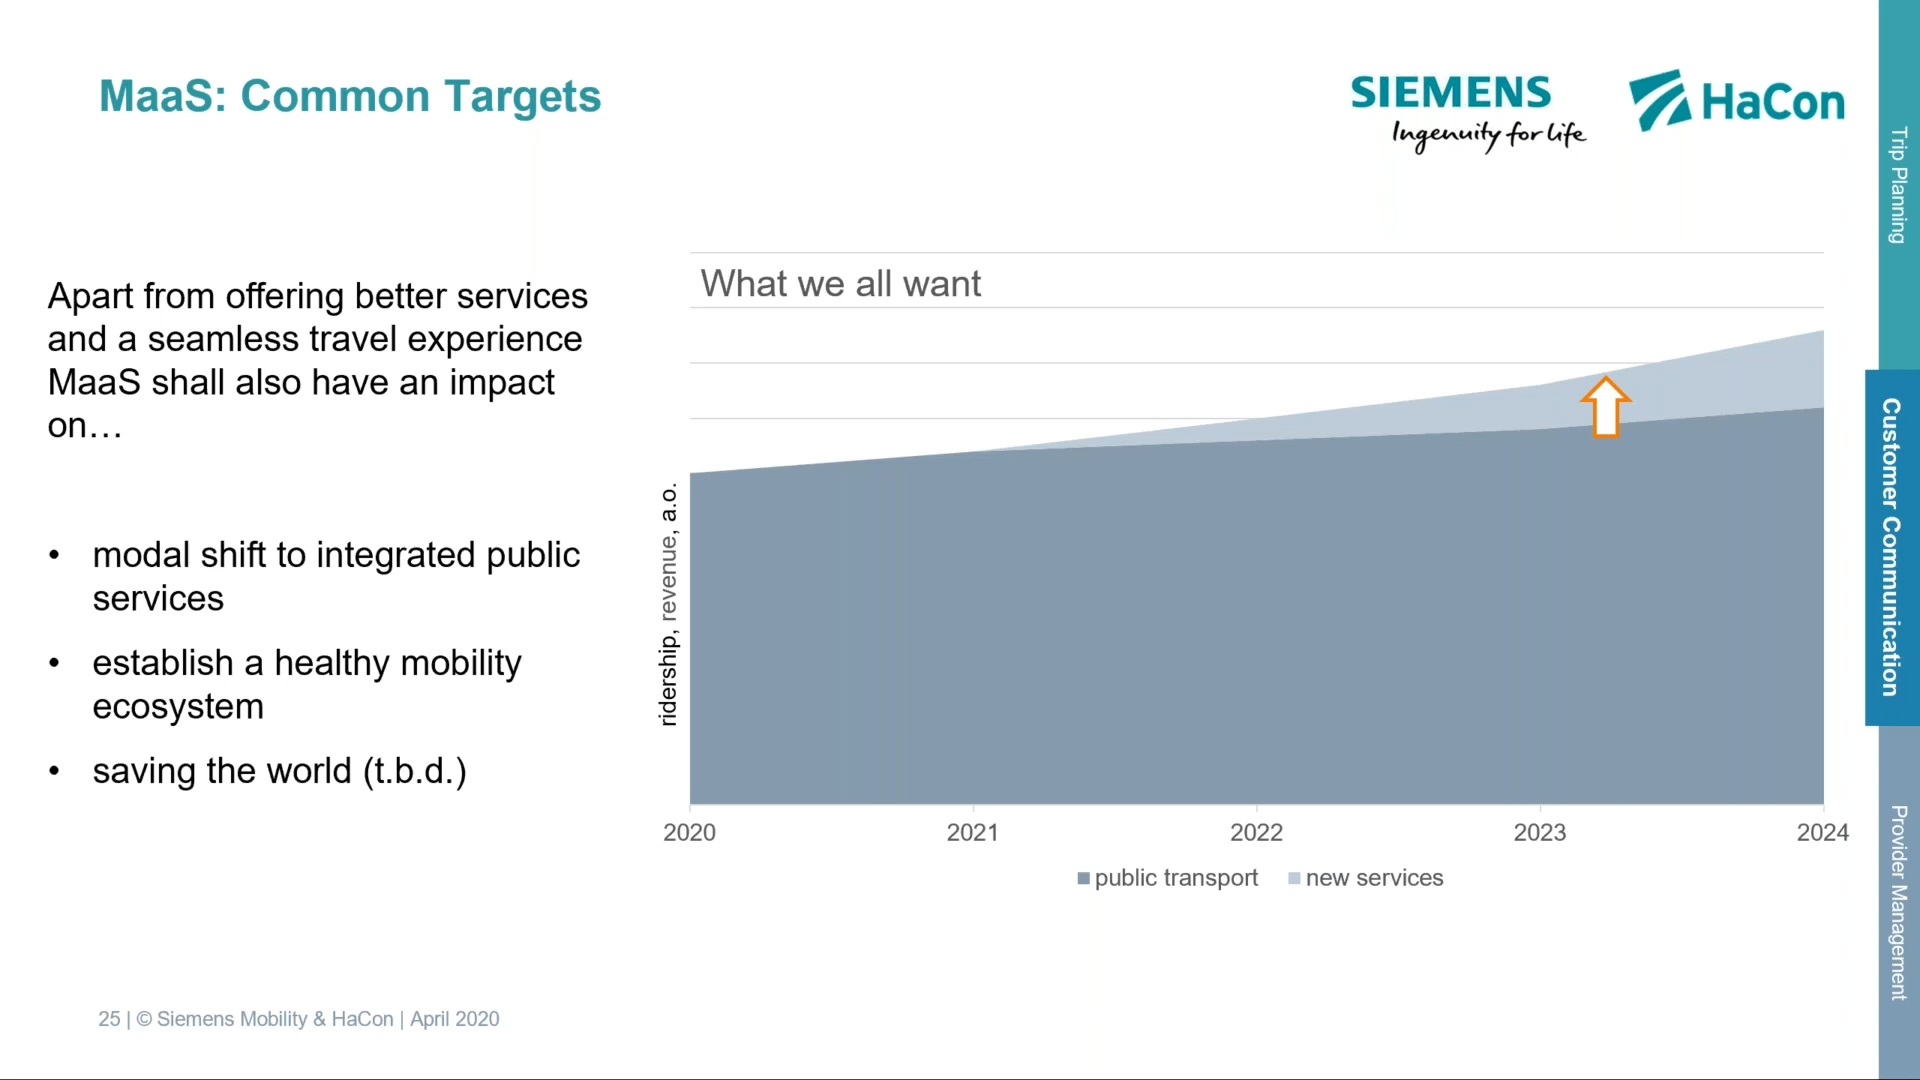 MaaS: Common Targets
SIEMENS
Ingenuity for life
HaCon
Apart from offering better services
and a seamless travel experience
MaaS shall also have an impact
on…
• modal shift to integrated public
services
• establish a healthy mobility
ecosystem
• saving the world (t.b.d.)
What we all want
ridership, revenue, a.o.
2020 2021 2022 2023 2024
public transport new services
Trip Planning
Customer Communication
Provider Management
25 | © Siemens Mobility & HaCon | April 2020